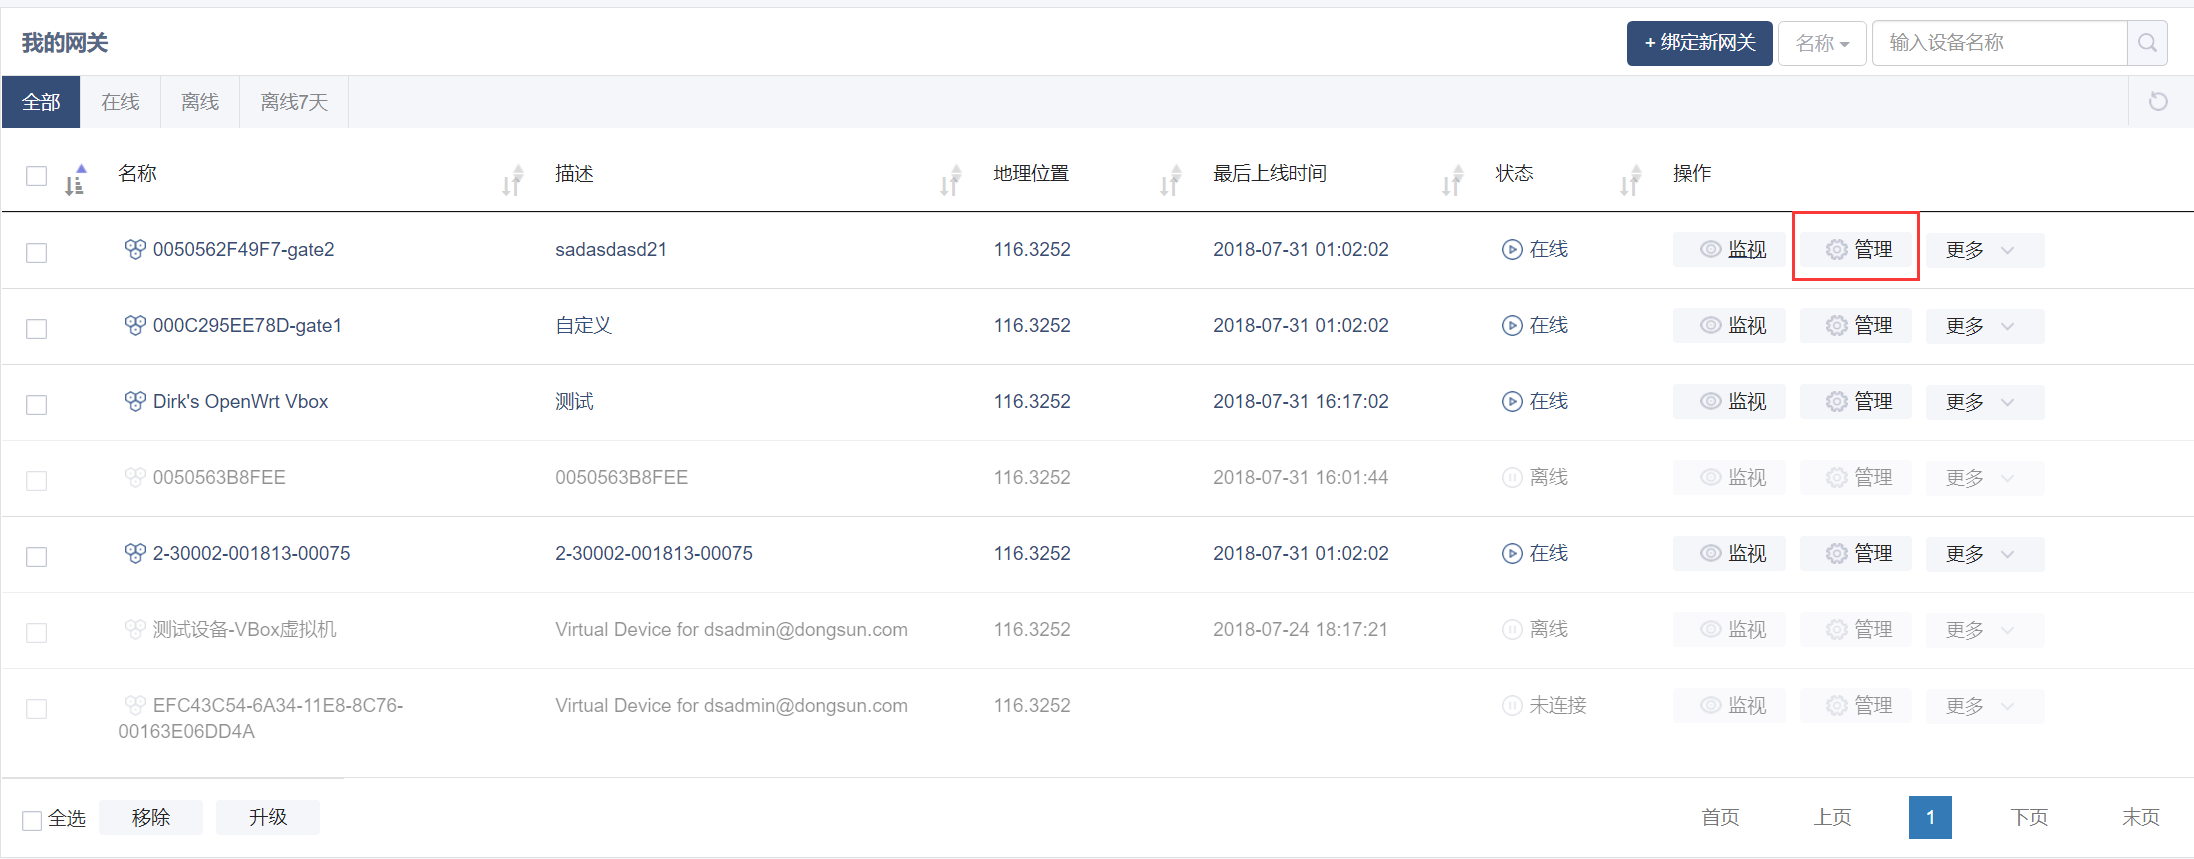 我的网关
+ 绑定新网关 名称 输入设备名称
全部 在线 离线 离线7天
名称 描述 地理位置 最后上线时间 状态 操作
0050562F49F7-gate2 sadasdasd21 116.3252 2018-07-31 01:02:02 在线 监视 管理 更多
000C295EE78D-gate1 自定义 116.3252 2018-07-31 01:02:02 在线 监视 管理 更多
Dirk's OpenWrt Vbox 测试 116.3252 2018-07-31 16:17:02 在线 监视 管理 更多
0050563B8FEE 0050563B8FEE 116.3252 2018-07-31 16:01:44 离线 监视 管理 更多
2-30002-001813-00075 2-30002-001813-00075 116.3252 2018-07-31 01:02:02 在线 监视 管理 更多
测试设备-VBox虚拟机 Virtual Device for dsadmin@dongsun.com 116.3252 2018-07-24 18:17:21 离线 监视 管理 更多
EFC43C54-6A34-11E8-8C76- Virtual Device for dsadmin@dongsun.com 116.3252 未连接 监视 管理 更多
00163E06DD4A
全选 移除 升级 首页 上页 1 下页 末页